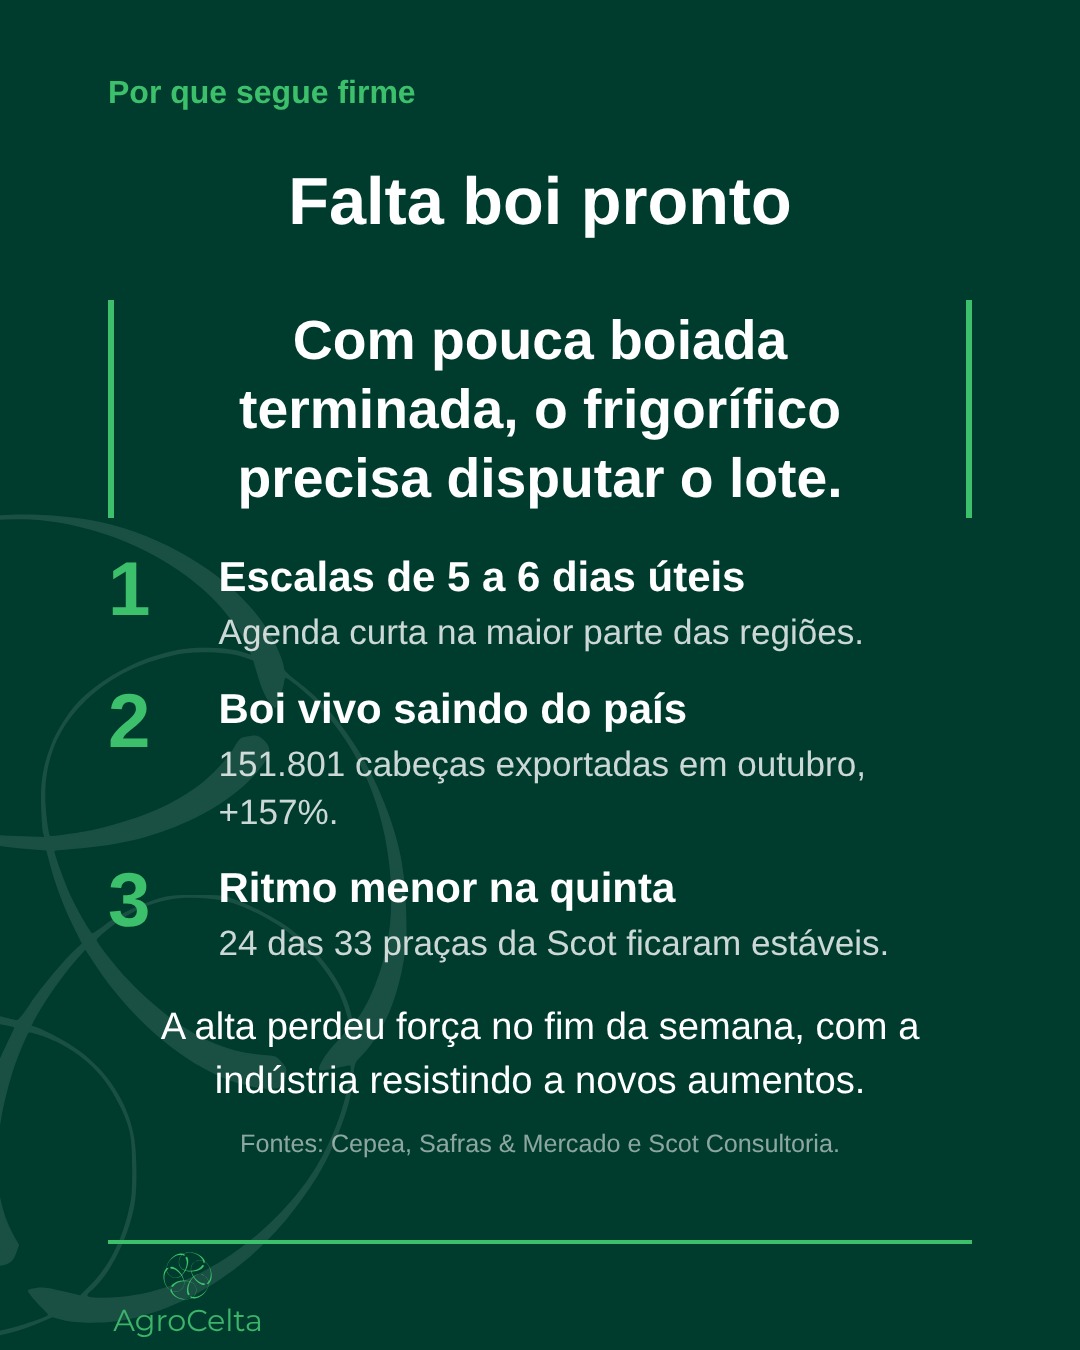 Por que segue firme
Falta boi pronto
Com pouca boiada
terminada, o frigorífico
precisa disputar o lote.
1
Escalas de 5 a 6 dias úteis
Agenda curta na maior parte das regiões.
2
Boi vivo saindo do país
151.801 cabeças exportadas em outubro,
+157%.
3
Ritmo menor na quinta
24 das 33 praças da Scot ficaram estáveis.
A alta perdeu força no fim da semana, com a
indústria resistindo a novos aumentos.
Fontes: Cepea, Safras & Mercado e Scot Consultoria.
AgroCelta